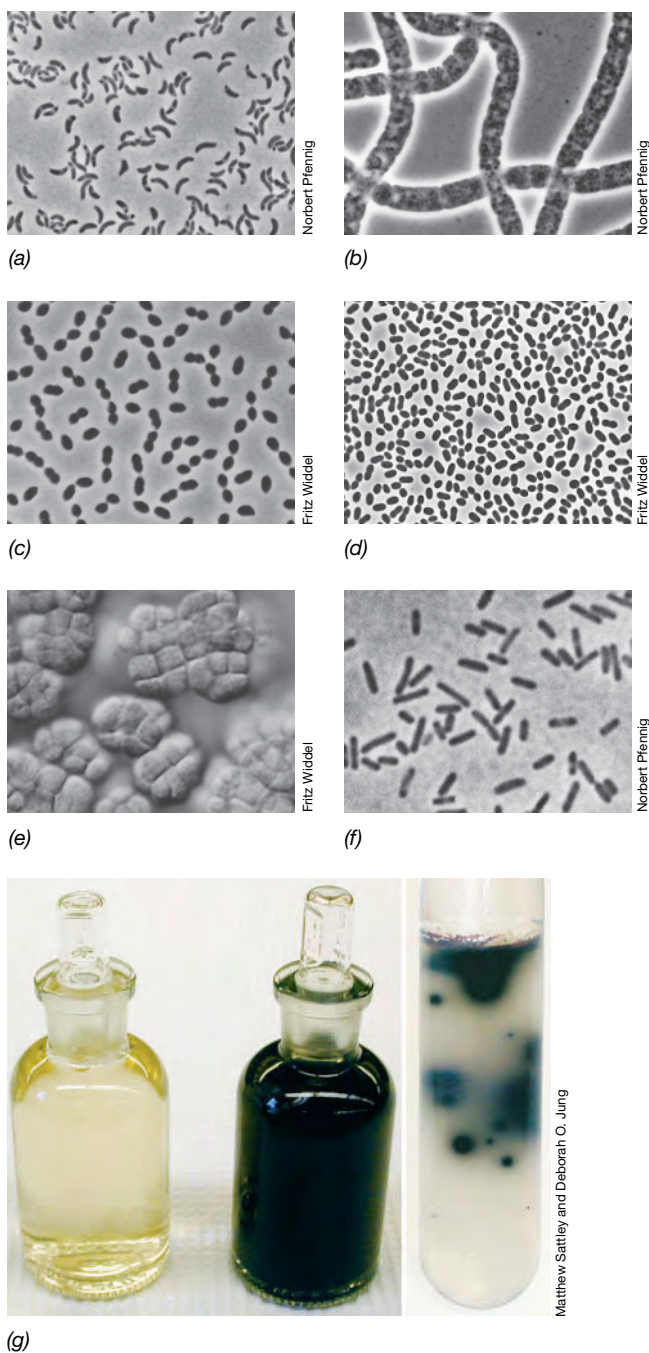 Norbert Pfennig
Norbert Pfennig
(a)
(b)
Fritz Widdel
Fritz Widdel
(c)
(d)
Fritz Widdel
Norbert Pfennig
(e)
(f)
Matthew Sattley and Deborah O. Jung
(g)